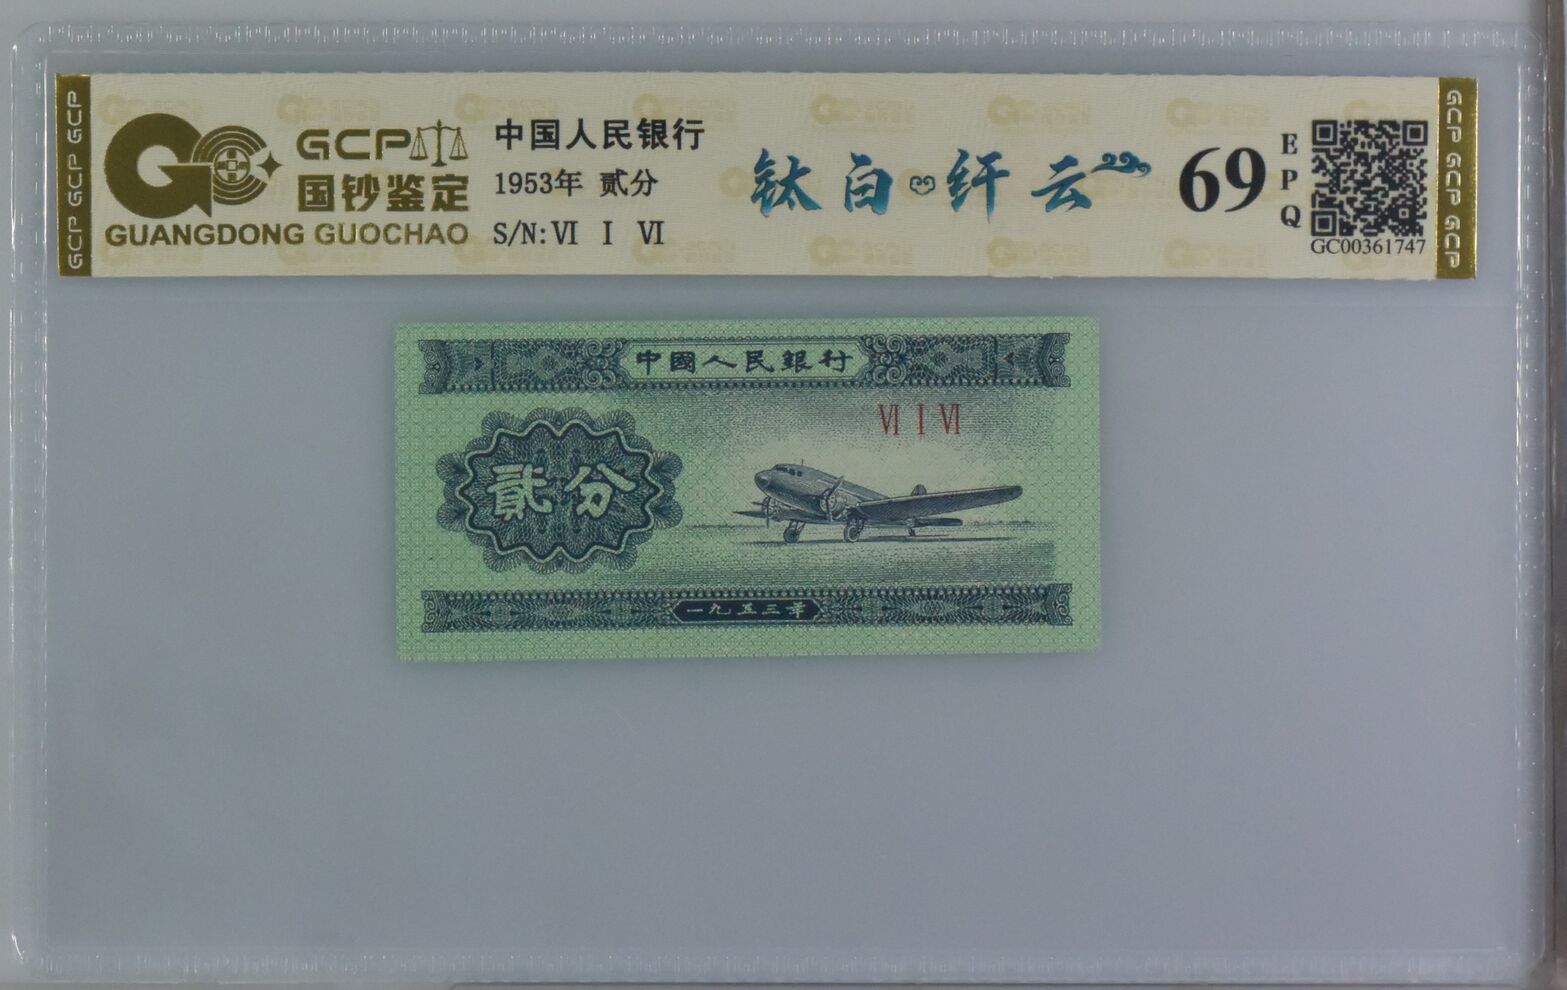 GCP GCP GCP
GCP
国钞鉴定
GUANGDONG GUOCHAO
中国人民银行
1953年 贰分
S/N:VI I VI
钛白纤云
69
EPQ
GC00361747
GCP GCP GCP
中國人民銀行
VI I VI
貳分
一九五三年